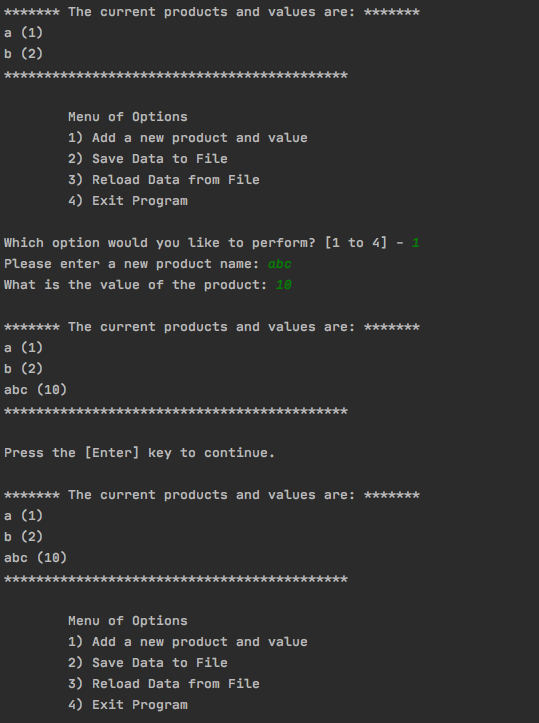 ******* The current products and values are: *******
a (1)
b (2)
*******************************************
Menu of Options
1) Add a new product and value
2) Save Data to File
3) Reload Data from File
4) Exit Program
Which option would you like to perform? [1 to 4] - 1
Please enter a new product name: abc
What is the value of the product: 10
******* The current products and values are: *******
a (1)
b (2)
abc (10)
*******************************************
Press the [Enter] key to continue.
******* The current products and values are: *******
a (1)
b (2)
abc (10)
*******************************************
Menu of Options
1) Add a new product and value
2) Save Data to File
3) Reload Data from File
4) Exit Program